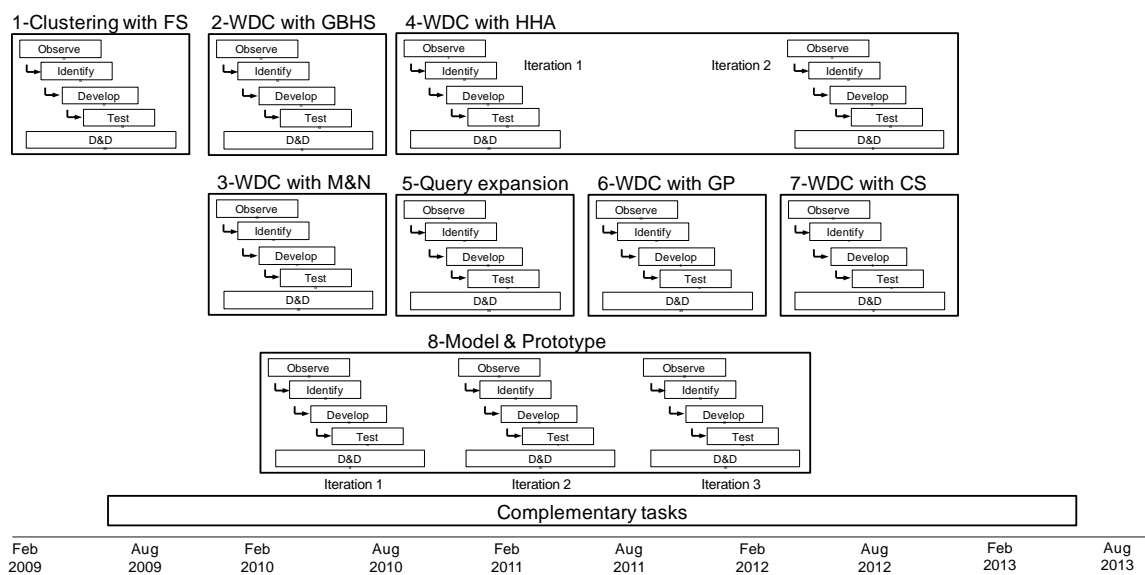 1-Clustering with FS
Observe
Identify
Develop
Test
D&D
2-WDC with GBHS
Observe
Identify
Develop
Test
D&D
4-WDC with HHA
Observe
Identify
Develop
Test
D&D
Iteration 1
Iteration 2
Observe
Identify
Develop
Test
D&D
3-WDC with M&N
Observe
Identify
Develop
Test
D&D
5-Query expansion
Observe
Identify
Develop
Test
D&D
6-WDC with GP
Observe
Identify
Develop
Test
D&D
7-WDC with CS
Observe
Identify
Develop
Test
D&D
8-Model & Prototype
Observe
Identify
Develop
Test
D&D
Iteration 1
Observe
Identify
Develop
Test
D&D
Iteration 2
Observe
Identify
Develop
Test
D&D
Iteration 3
Complementary tasks
Feb
2009
Aug
2009
Feb
2010
Aug
2010
Feb
2011
Aug
2011
Feb
2012
Aug
2012
Feb
2013
Aug
2013